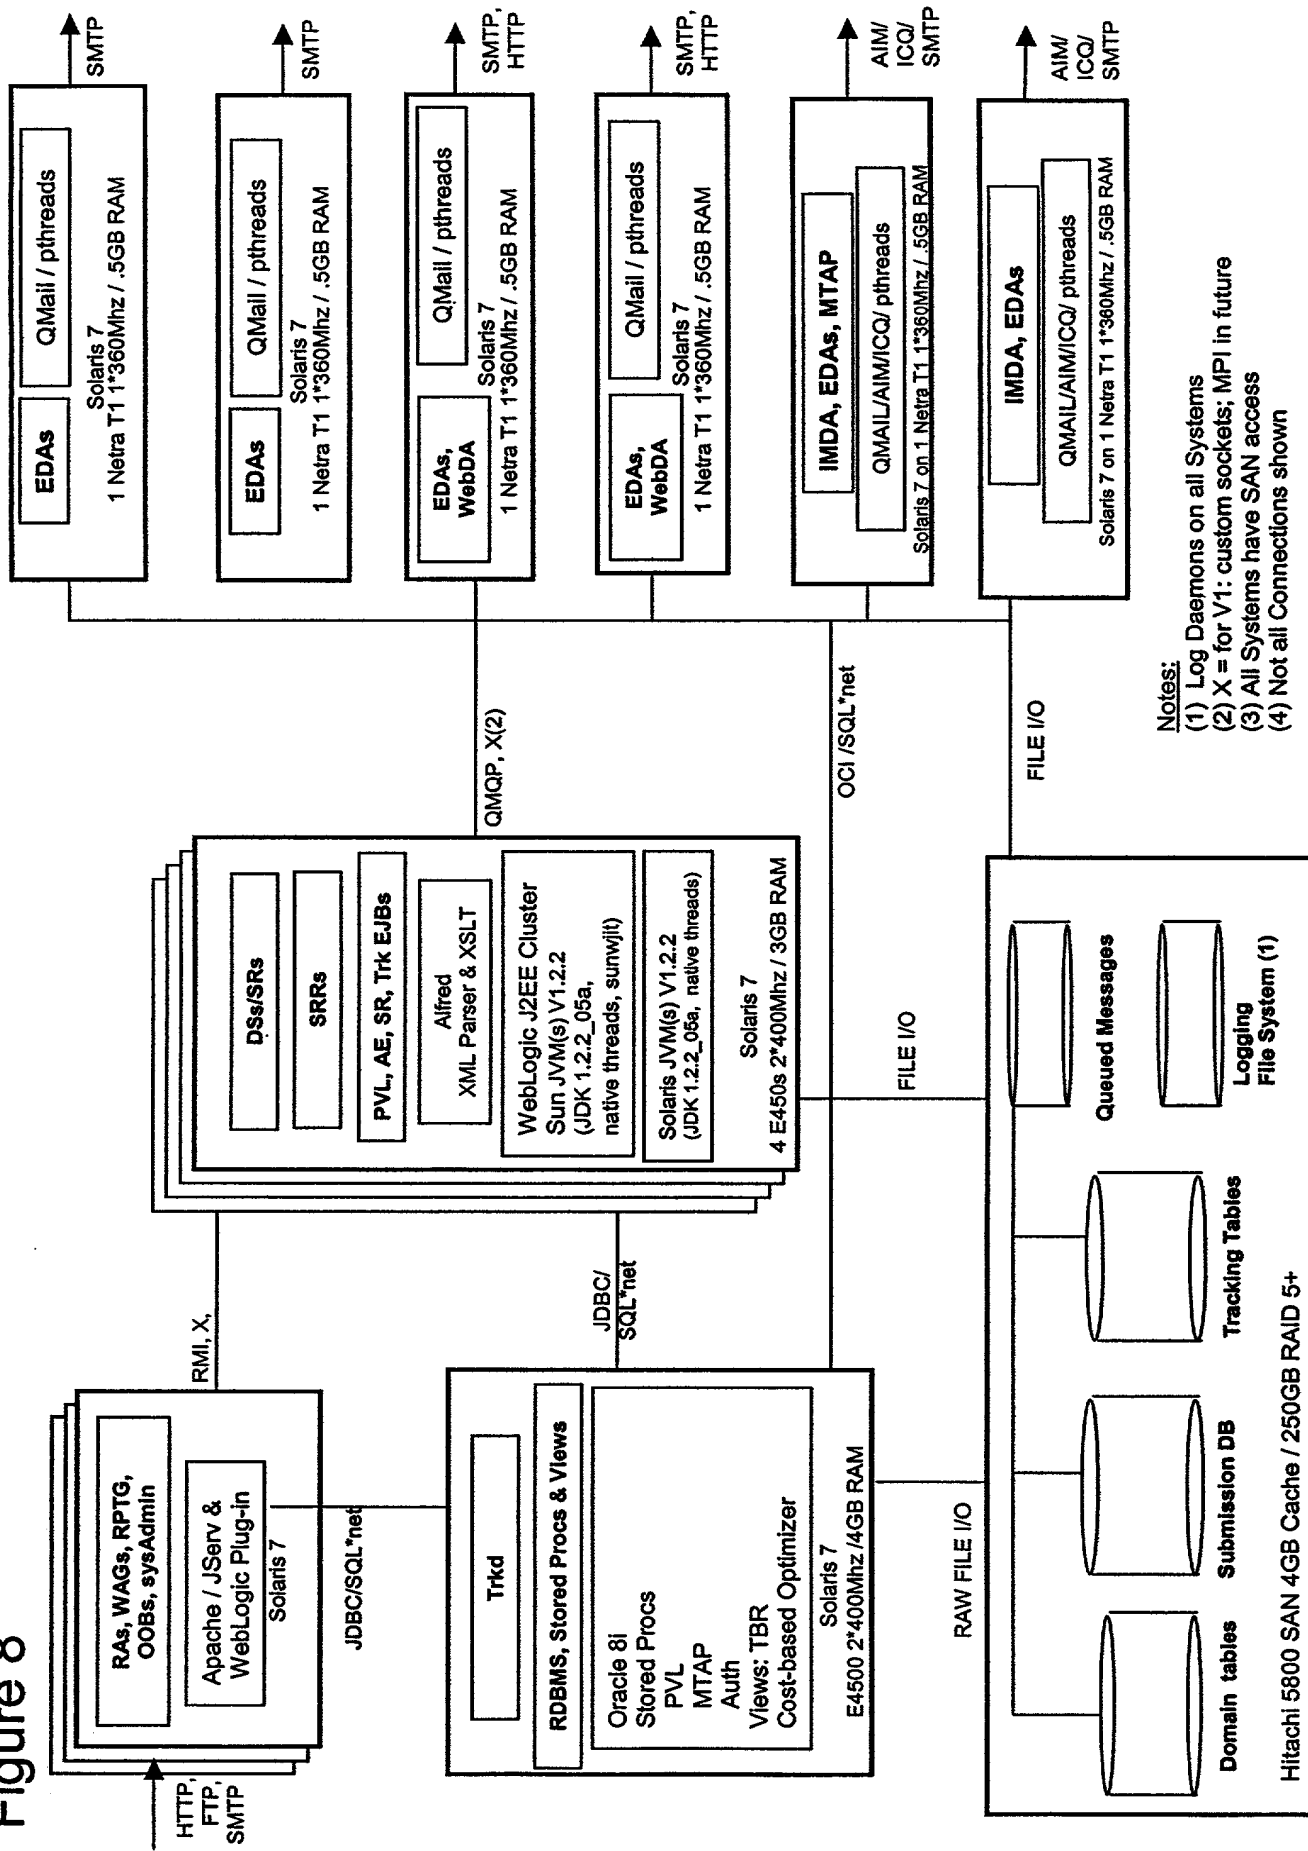 Figure 8
HTTP,
FTP,
SMTP
RAs, WAGs, RPTG,
OOBs, sysAdmin
Apache / JServ &
WebLogic Plug-in
Solaris 7
RMI, X,
JDBC/SQL*net
Trkd
RDBMS, Stored Procs & Views
Oracle 8i
Stored Procs
PVL
MTAP
Auth
Views: TBR
Cost-based Optimizer
Solaris 7
E4500 2*400Mhz /4GB RAM
JDBC/
SQL*net
RAW FILE I/O
DSs/SRs
SRRs
PVL, AE, SR, Trk EJBs
Alfred
XML Parser & XSLT
WebLogic J2EE Cluster
Sun JVM(s) V1.2.2
(JDK 1.2.2_05a,
native threads, sunwjit)
Solaris JVM(s) V1.2.2
(JDK 1.2.2_05a, native threads)
Solaris 7
4 E450s 2*400Mhz / 3GB RAM
FILE I/O
QMQP, X(2)
OCI /SQL*net
FILE I/O
EDAs
QMail / pthreads
Solaris 7
1 Netra T1 1*360Mhz / .5GB RAM
SMTP
EDAs
QMail / pthreads
Solaris 7
1 Netra T1 1*360Mhz / .5GB RAM
SMTP
EDAs,
WebDA
QMail / pthreads
Solaris 7
1 Netra T1 1*360Mhz / .5GB RAM
SMTP,
HTTP
EDAs,
WebDA
QMail / pthreads
Solaris 7
1 Netra T1 1*360Mhz / .5GB RAM
SMTP,
HTTP
IMDA, EDAs, MTAP
QMAIL/AIM/ICQ/ pthreads
Solaris 7 on 1 Netra T1 1*360Mhz / .5GB RAM
AIM/
ICQ/
SMTP
IMDA, EDAs
QMAIL/AIM/ICQ/ pthreads
Solaris 7 on 1 Netra T1 1*360Mhz / .5GB RAM
AIM/
ICQ/
SMTP
Domain tables
Submission DB
Tracking Tables
Queued Messages
Logging
File System (1)
Hitachi 5800 SAN 4GB Cache / 250GB RAID 5+
Notes:
(1) Log Daemons on all Systems
(2) X = for V1: custom sockets; MPI in future
(3) All Systems have SAN access
(4) Not all Connections shown